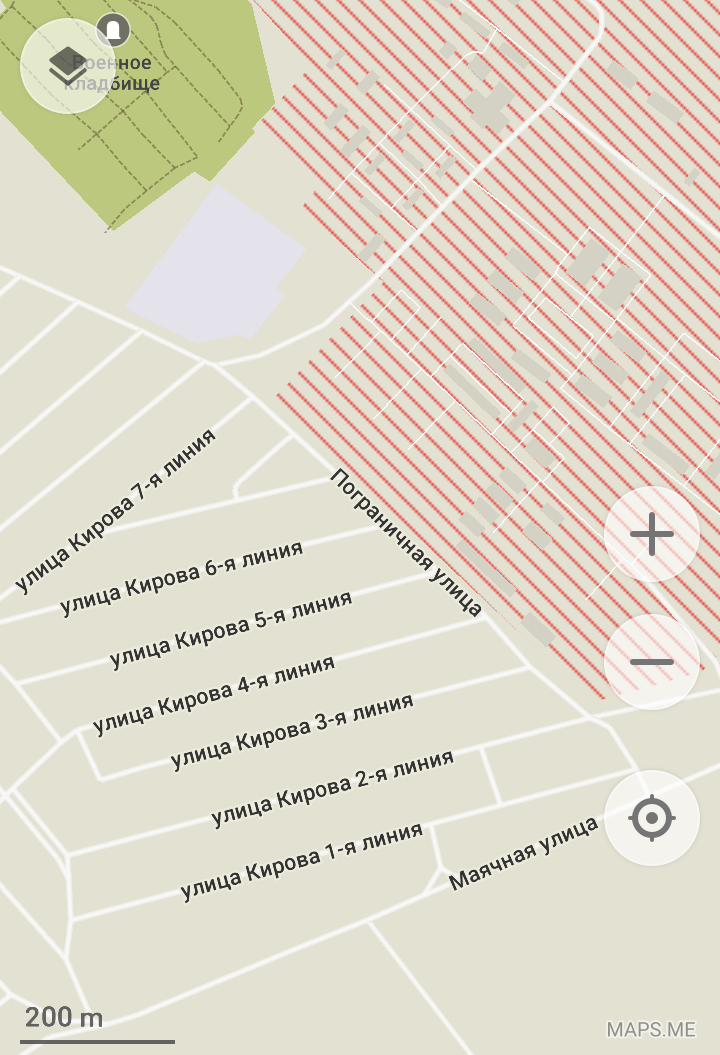 Военное
кладбище
улица Кирова 7-я линия
Пограничная улица
улица Кирова 6-я линия
улица Кирова 5-я линия
улица Кирова 4-я линия
улица Кирова 3-я линия
улица Кирова 2-я линия
улица Кирова 1-я линия
Маячная улица
200 m
MAPS.ME